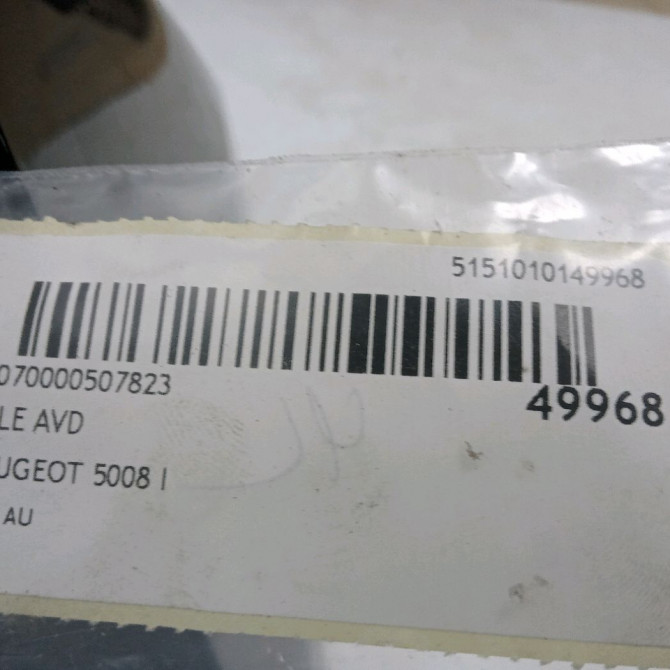 5151010149968
070000507823
49968
LE AVD
UGEOT 5008 I
AU